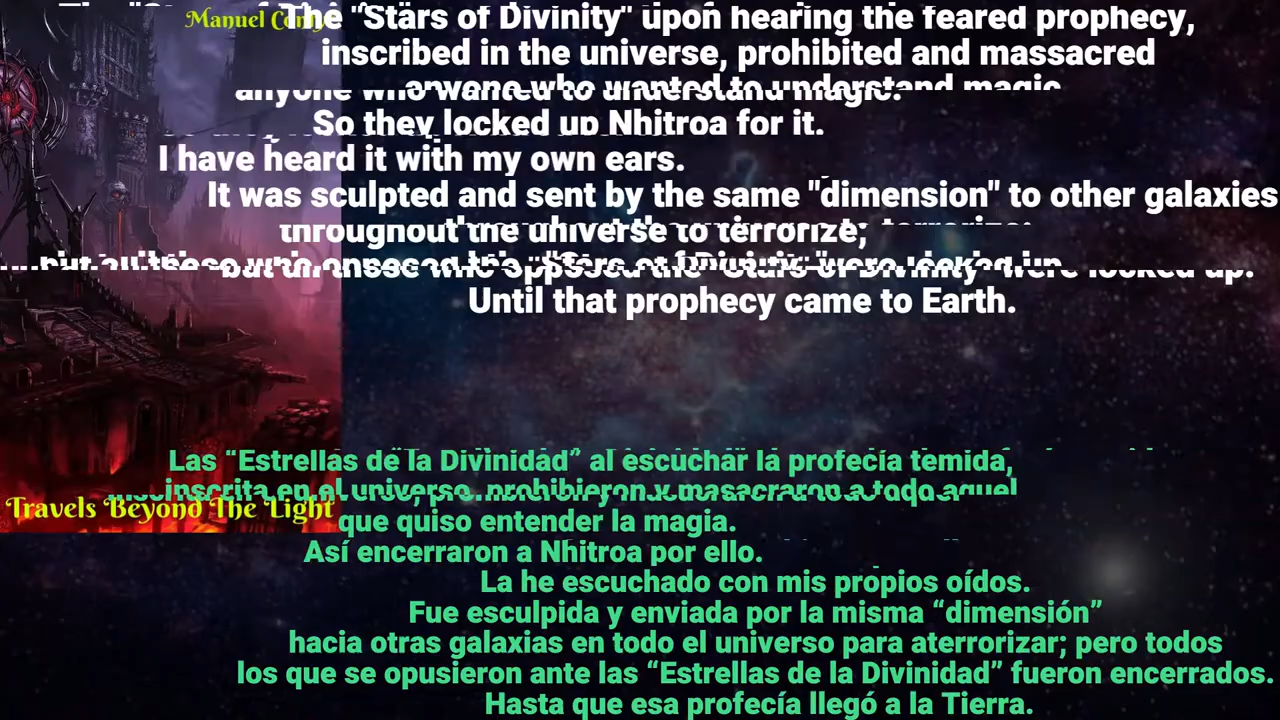 Manuel
The "Stars of Divinity" upon hearing the feared prophecy,
inscribed in the universe, prohibited and massacred
anyone who wanted to understand magic.
So they locked up Nhitroa for it.
I have heard it with my own ears.
It was sculpted and sent by the same "dimension" to other galaxies
throughout the universe to terrorize;
but all those who opposed the "Stars of Divinity" were locked up.
Until that prophecy came to Earth.
Las “Estrellas de la Divinidad” al escuchar la profecía temida,
inscrita en el universo, prohibieron y masacraron a todo aquel
Travels Beyond The Light
que quiso entender la magia.
Así encerraron a Nhitroa por ello.
La he escuchado con mis propios oídos.
Fue esculpida y enviada por la misma “dimensión”
hacia otras galaxias en todo el universo para aterrorizar; pero todos
los que se opusieron ante las “Estrellas de la Divinidad” fueron encerrados.
Hasta que esa profecía llegó a la Tierra.